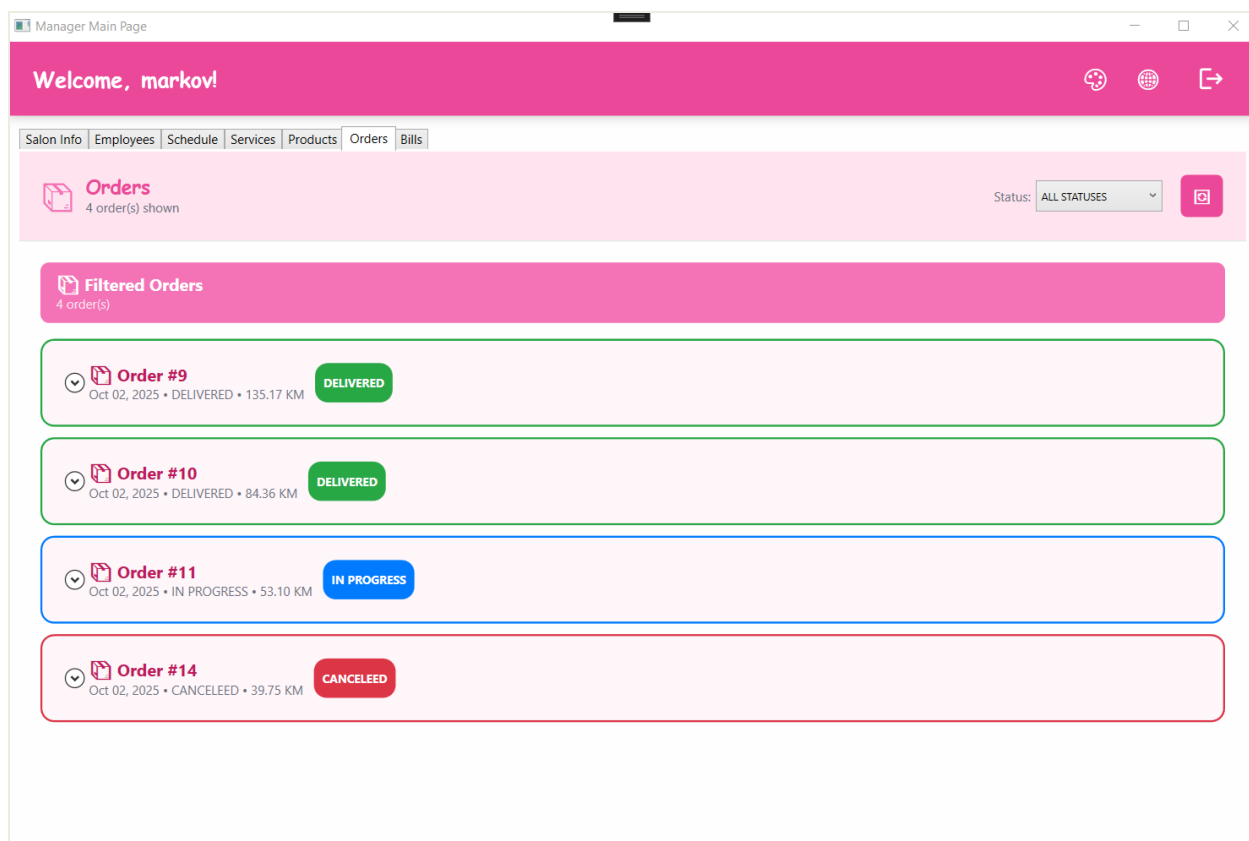 Manager Main Page
Welcome, markov!
Salon Info Employees Schedule Services Products Orders Bills
Orders
4 order(s) shown
Status: ALL STATUSES
Filtered Orders
4 order(s)
Order #9
Oct 02, 2025 • DELIVERED • 135.17 KM
DELIVERED
Order #10
Oct 02, 2025 • DELIVERED • 84.36 KM
DELIVERED
Order #11
Oct 02, 2025 • IN PROGRESS • 53.10 KM
IN PROGRESS
Order #14
Oct 02, 2025 • CANCELEED • 39.75 KM
CANCELEED